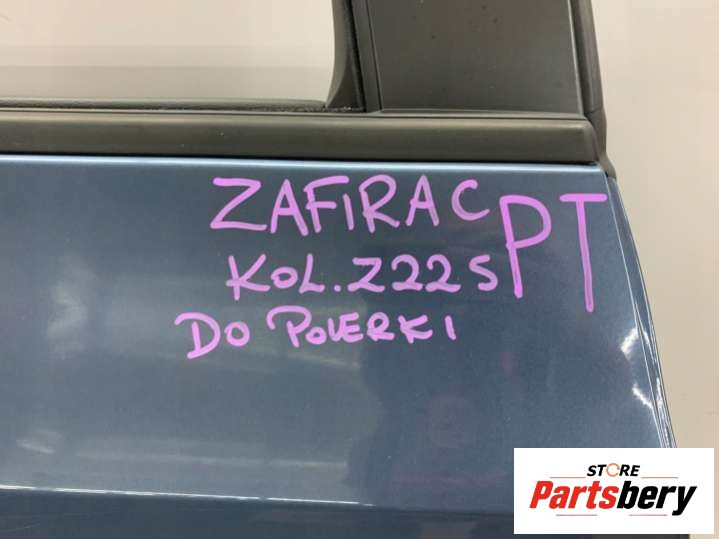 ZAFIRA C PT
KOL. Z22S
DO POLERKI
STORE
Partsbery